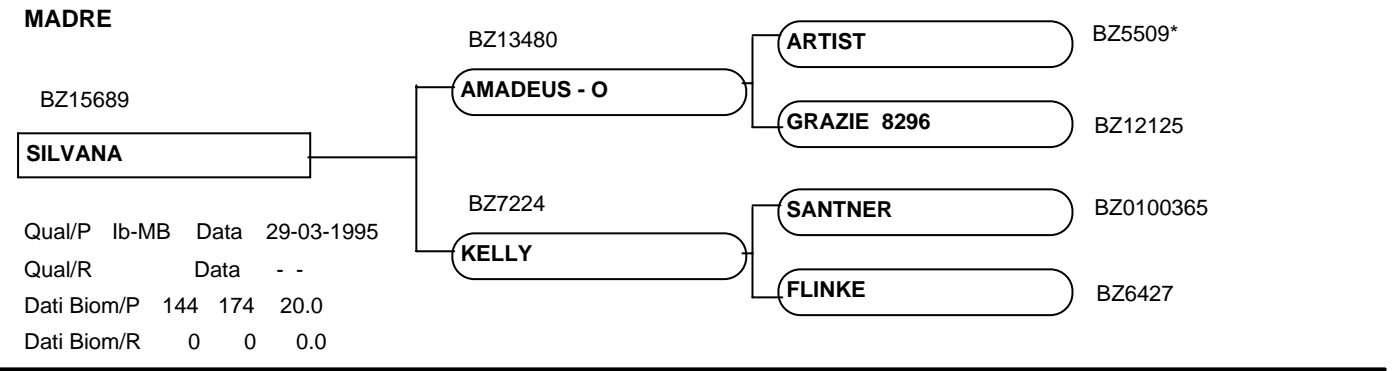 MADRE
BZ15689
SILVANA
Qual/P Ib-MB Data 29-03-1995
Qual/R Data - -
Dati Biom/P 144 174 20.0
Dati Biom/R 0 0 0.0
BZ13480
AMADEUS - O
BZ7224
KELLY
ARTIST BZ5509*
GRAZIE 8296 BZ12125
SANTNER BZ0100365
FLINKE BZ6427